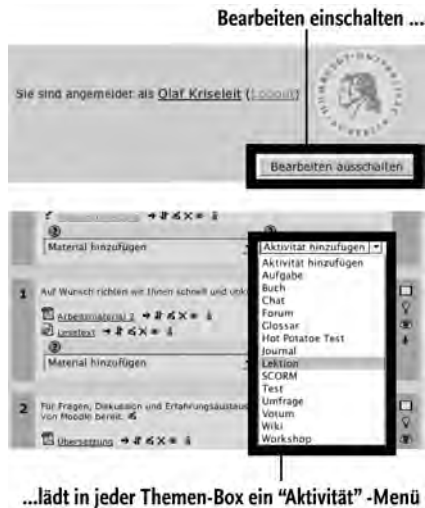 Bearbeiten einschalten ...
Sie sind angemeldet als Olaf Kriseleit (Logout)
Bearbeiten ausschalten
Material hinzufügen
Aktivität hinzufügen
Aktivität hinzufügen
Aufgabe
Buch
Chat
Forum
Glossar
Hot Potatoe Test
Journal
Lektion
SCORM
Test
Umfrage
Votum
Wiki
Workshop
1 Auf Wunsch richten wir Ihnen schnell und
Arbeitsmaterial 2
Lesetext
Material hinzufügen
2 Für Fragen, Diskussion und Erfahrungsaustaus
von Moodle bereit.
Übersetzung
...lädt in jeder Themen-Box ein “Aktivität” -Menü